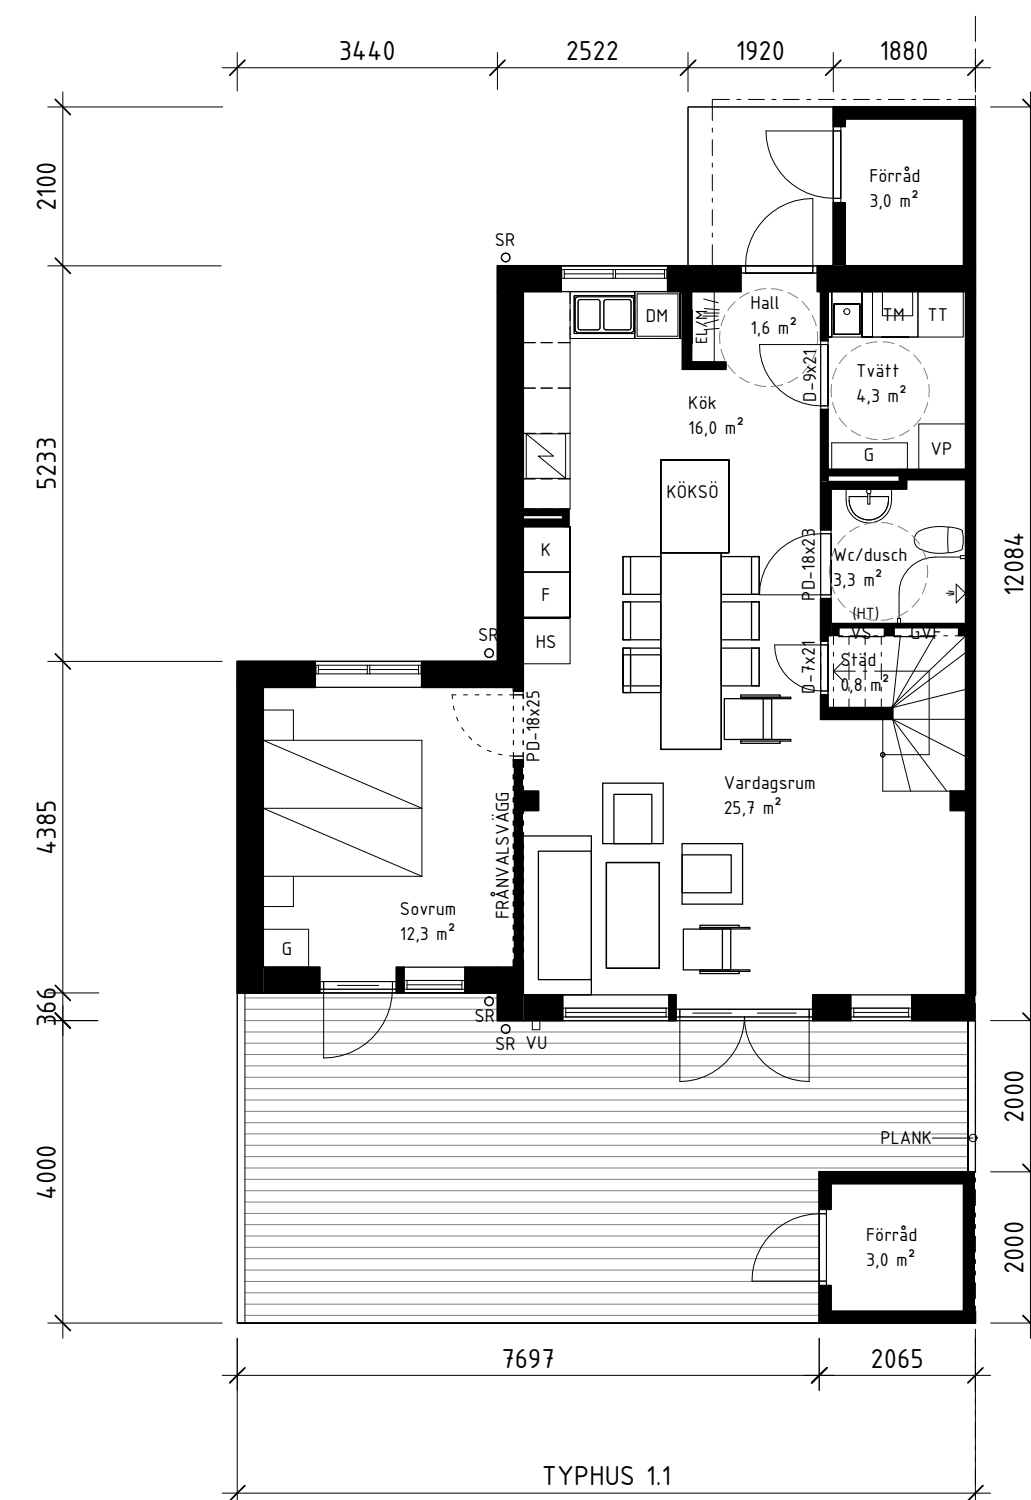 3440
2522
1920
1880
2100
Förråd
3,0 m²
SR
Hall
1,6 m²
DM
EL/M
TM
TT
D-9x21
Tvätt
4,3 m²
Kök
16,0 m²
G
VP
5233
KÖKSÖ
K
F
HS
PD-18x23
Wc/dusch
3,3 m²
(HT)
VS
GVF
12084
SR
Städ
0,8 m²
D-7x21
PD-18x25
Vardagsrum
25,7 m²
4385
FRÅNVALSVÄGG
Sovrum
12,3 m²
G
366
SR
SR
VU
2000
PLANK
4000
Förråd
3,0 m²
2000
7697
2065
TYPHUS 1.1